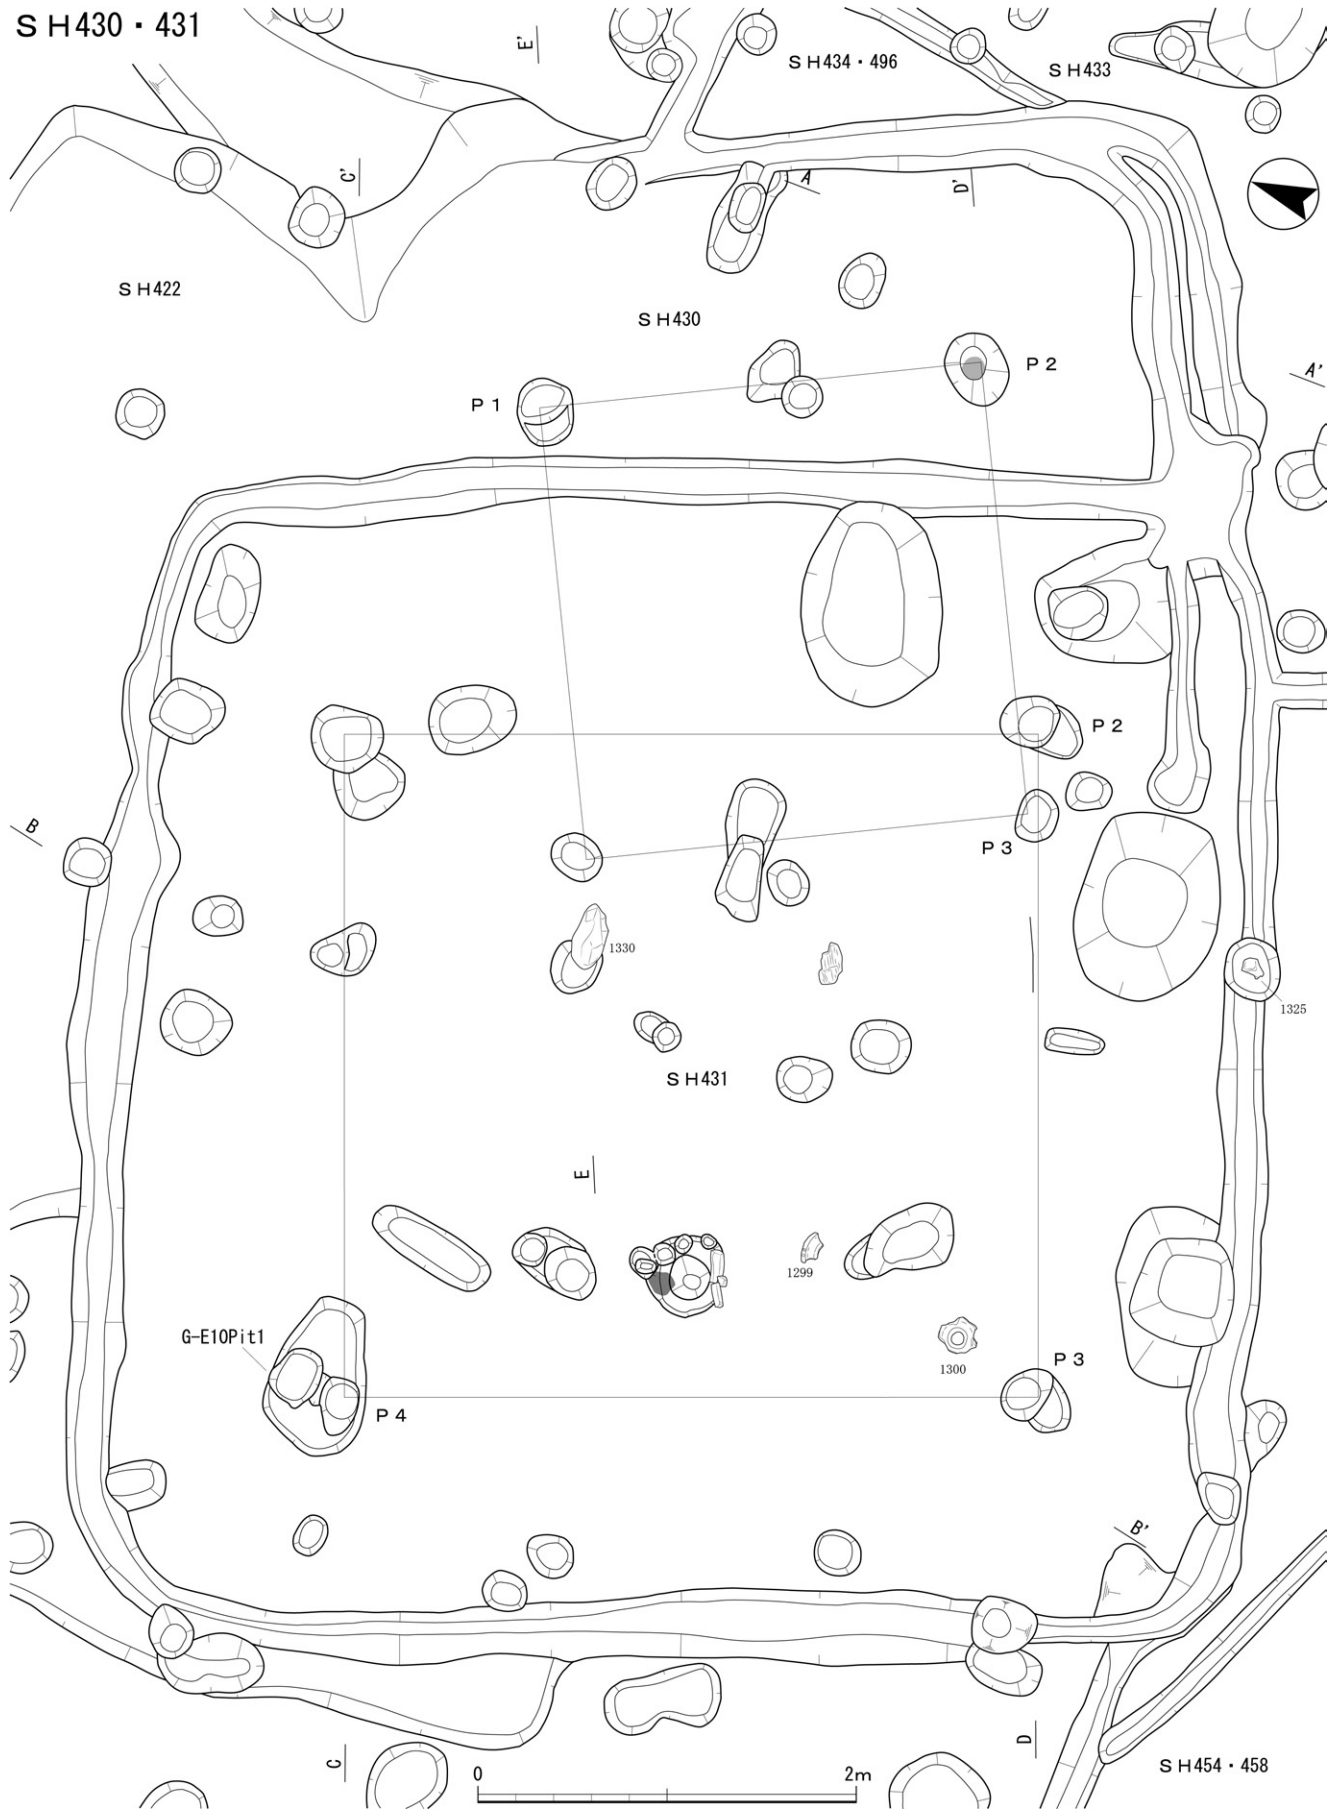 ＳＨ430・431
E'
ＳＨ434・496
ＳＨ433
C'
A
D'
ＳＨ422
ＳＨ430
Ｐ２
A'
Ｐ１
Ｐ２
B
Ｐ３
1330
1325
ＳＨ431
E
1299
G-E10Pit1
1300
Ｐ３
Ｐ４
B'
C
D
0
2m
ＳＨ454・458